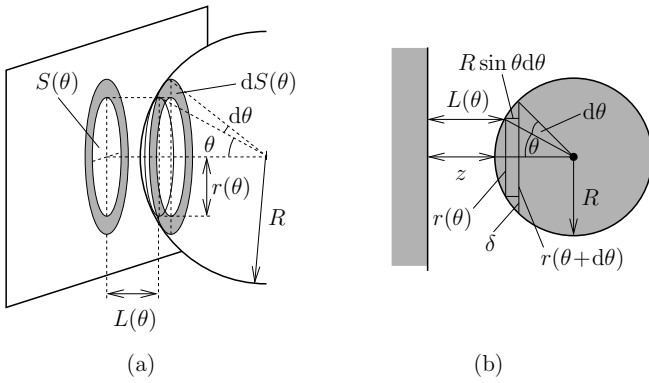 S(θ)
dS(θ)
dθ
θ
r(θ)
R
L(θ)
(a)
R sin θdθ
L(θ)
dθ
θ
z
R
r(θ)
δ
r(θ+dθ)
(b)